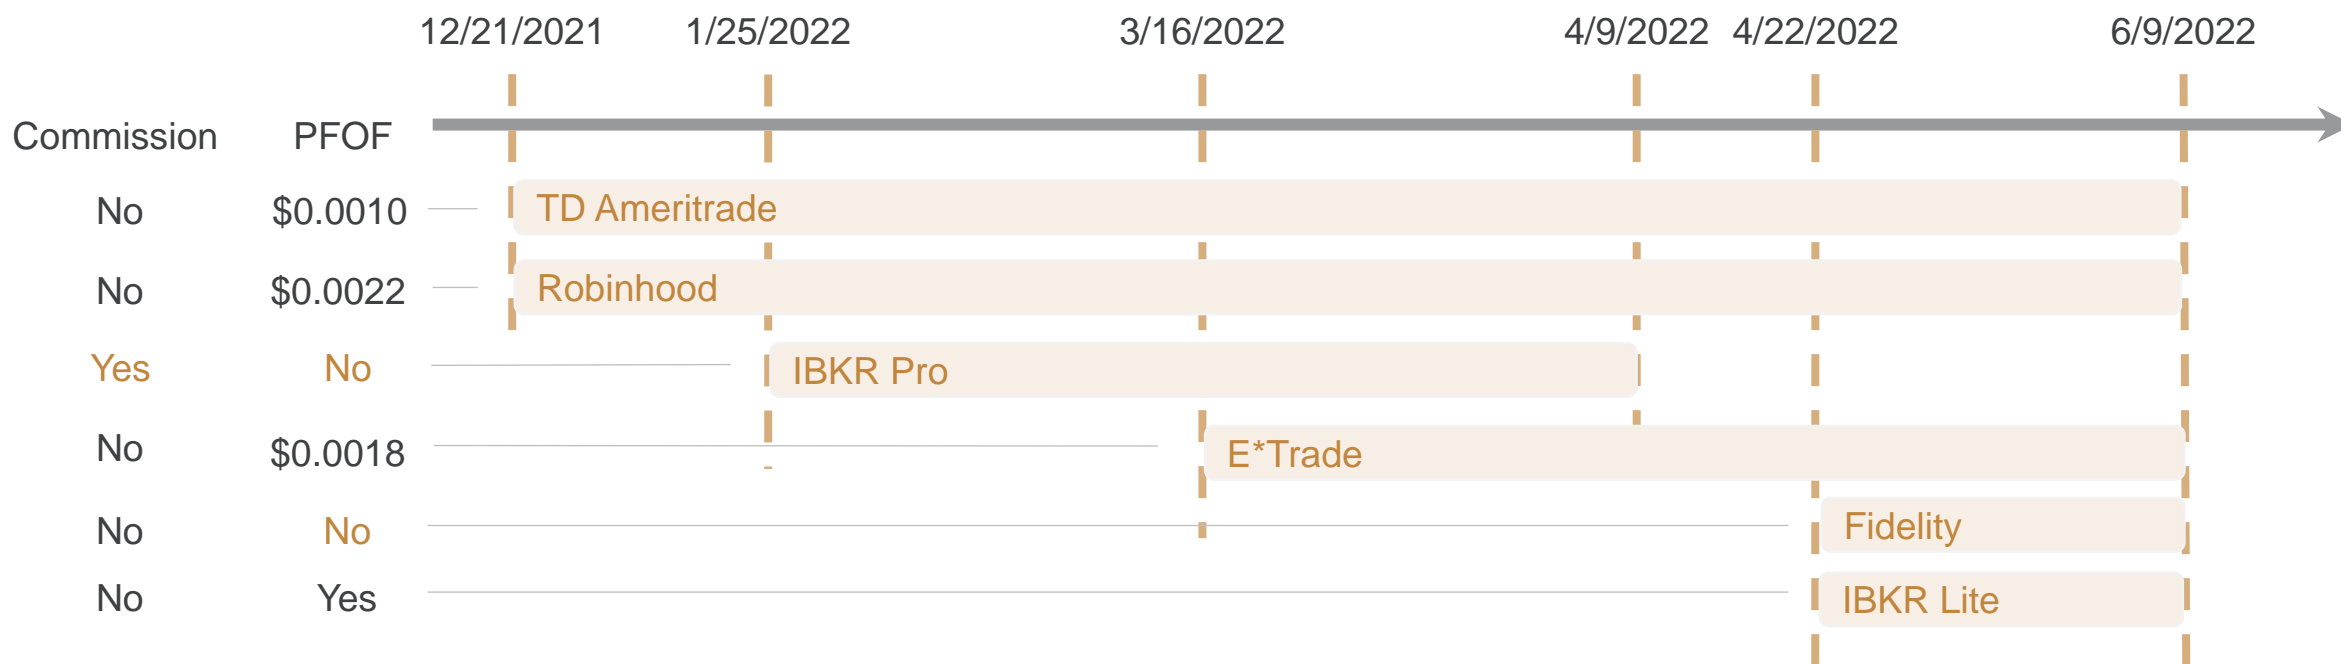 12/21/2021 1/25/2022 3/16/2022 4/9/2022 4/22/2022 6/9/2022
Commission PFOF
No $0.0010 TD Ameritrade
No $0.0022 Robinhood
Yes No IBKR Pro
No $0.0018 E*Trade
No No Fidelity
No Yes IBKR Lite